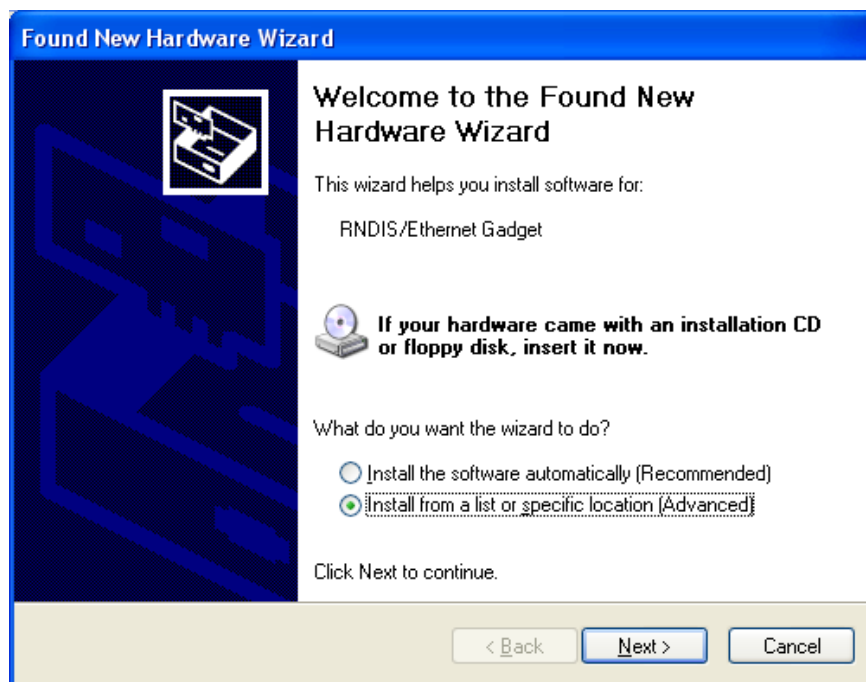 Found New Hardware Wizard
Welcome to the Found New
Hardware Wizard
This wizard helps you install software for:
RNDIS/Ethernet Gadget
If your hardware came with an installation CD
or floppy disk, insert it now.
What do you want the wizard to do?
Install the software automatically (Recommended)
Install from a list or specific location (Advanced)
Click Next to continue.
< Back
Next >
Cancel